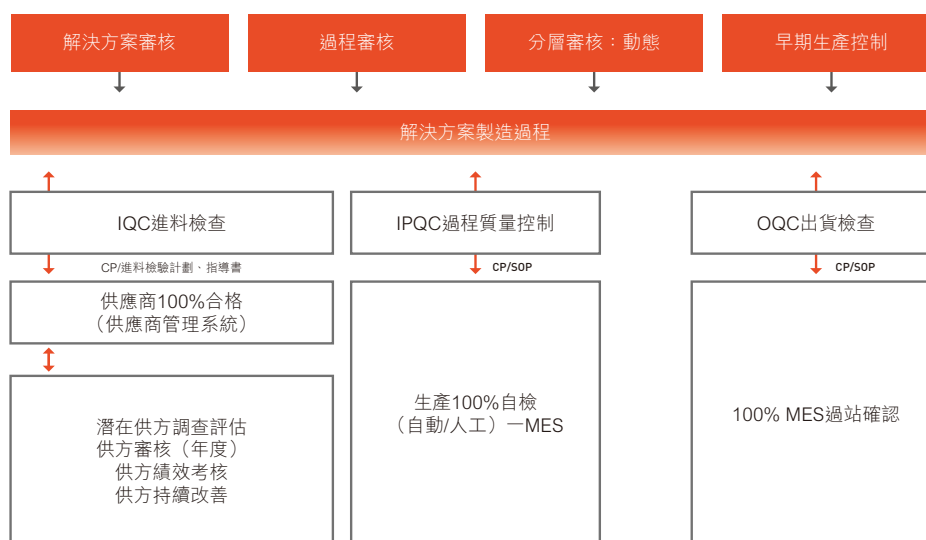 解決方案審核
過程審核
分層審核：動態
早期生產控制
解決方案製造過程
IQC進料檢查
IPQC過程質量控制
OQC出貨檢查
CP/進料檢驗計劃、指導書
CP/SOP
CP/SOP
供應商100%合格
（供應商管理系統）
潛在供方調查評估
供方審核（年度）
供方績效考核
供方持續改善
生產100%自檢
（自動/人工）一MES
100% MES過站確認